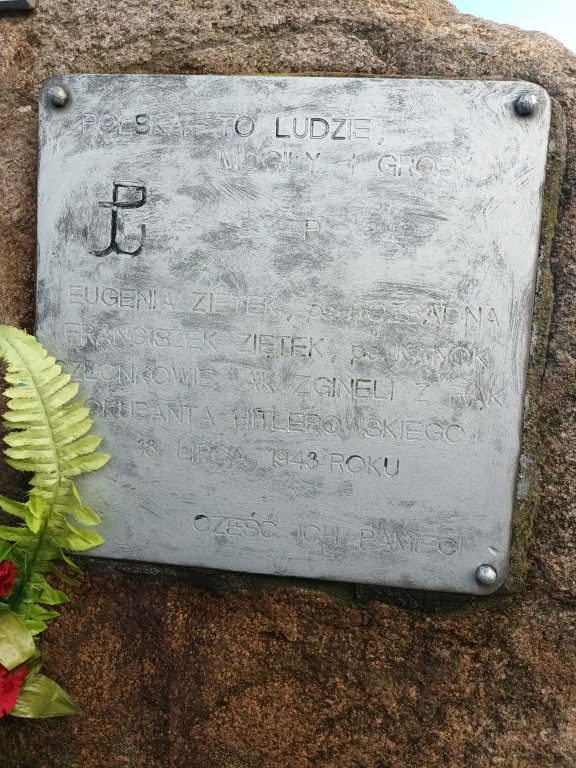 POLSKA TO LUDZIE,
MOGIŁY I GROBY
P
EUGENIA ZIĘTEK, ps. ROZSĄDNA
FRANCISZEK ZIĘTEK, ps. KANOK
CZŁONKOWIE AK ZGINĘLI Z RĄK
OKUPANTA HITLEROWSKIEGO
18 LIPCA 1943 ROKU
CZEŚĆ ICH PAMIĘCI